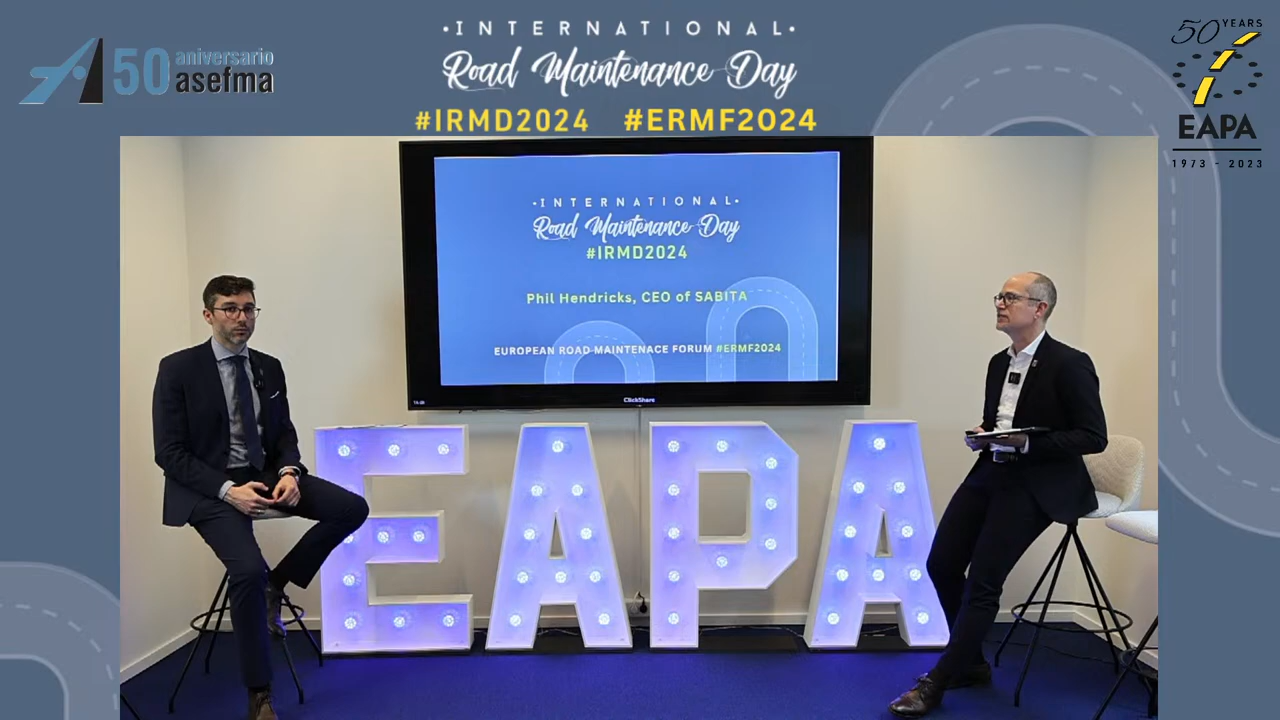 50 aniversario
asefma
·INTERNATIONAL·
Road Maintenance Day
#IRMD2024 #ERMF2024
50 YEARS
EAPA
1973 - 2023
·INTERNATIONAL·
Road Maintenance Day
#IRMD2024
Phil Hendricks, CEO of SABITA
EUROPEAN ROAD MAINTENACE FORUM #ERMF2024
ClickShare
EAPA